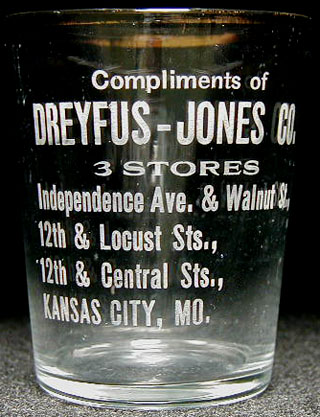 Compliments of
DREYFUS-JONES CO.
3 STORES
Independence Ave. & Walnut St.,
12th & Locust Sts.,
12th & Central Sts.,
KANSAS CITY, MO.